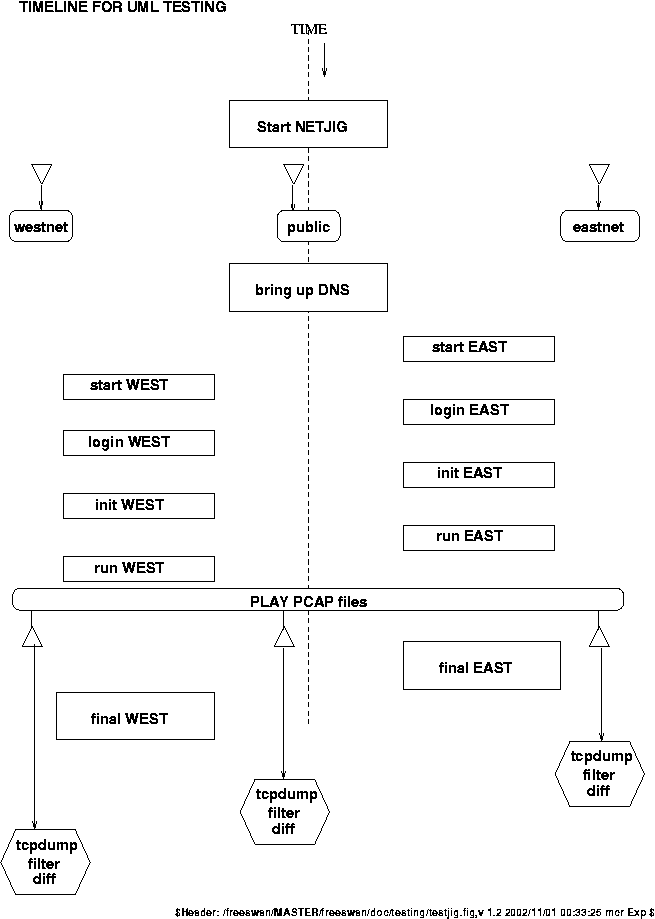 TIMELINE FOR UML TESTING
TIME
Start NETJIG
westnet
public
eastnet
bring up DNS
start EAST
start WEST
login EAST
login WEST
init EAST
init WEST
run EAST
run WEST
PLAY PCAP files
final EAST
final WEST
tcpdump
filter
diff
tcpdump
filter
diff
tcpdump
filter
diff
$Header: /freeswan/MASTER/freeswan/doc/testing/testjig.fig,v 1.2 2002/11/01 00:33:25 mcr Exp $